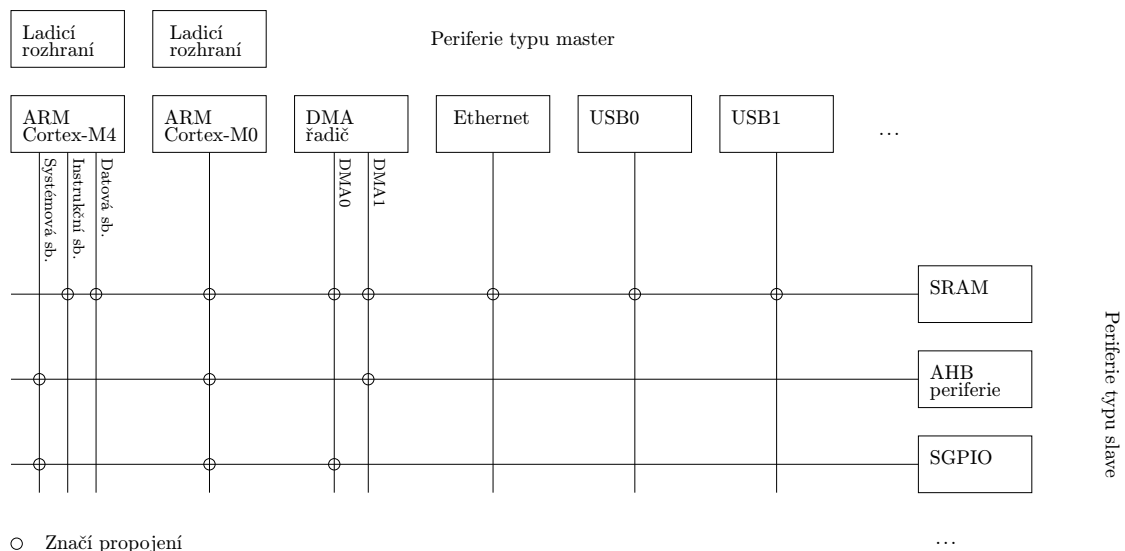 Ladicí
rozhraní
Ladicí
rozhraní
Periferie typu master
ARM
Cortex-M4
ARM
Cortex-M0
DMA
řadič
Ethernet
USB0
USB1
...
Systémová sb.
Instrukční sb.
Datová sb.
DMA0
DMA1
SRAM
AHB
periferie
SGPIO
Periferie typu slave
Značí propojení
...